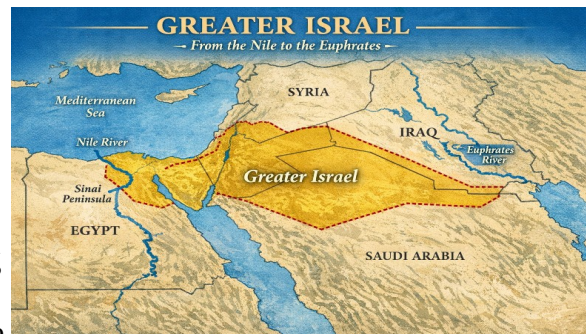 GREATER ISRAEL
From the Nile to the Euphrates
SYRIA
Mediterranean
Sea
IRAQ
Nile River
Euphrates
River
Greater Israel
Sinai
Peninsula
EGYPT
SAUDI ARABIA